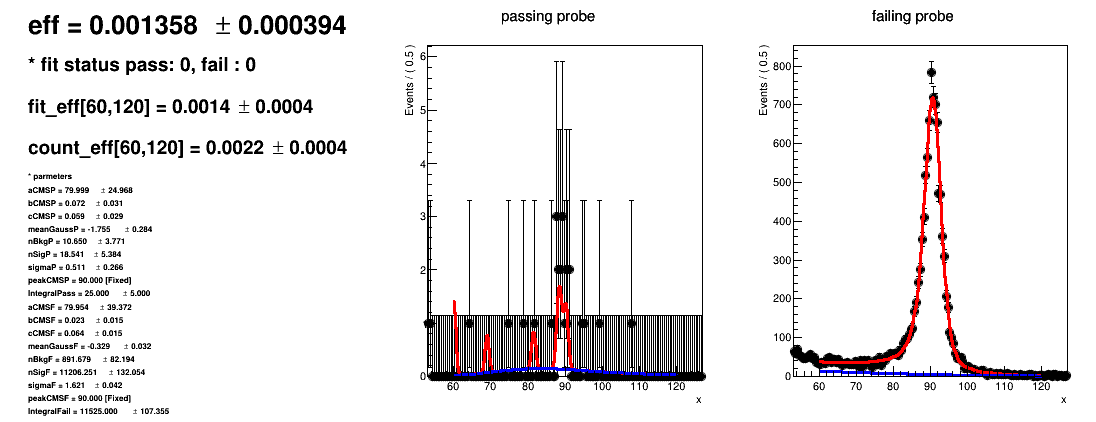 eff = 0.001358 ± 0.000394
* fit status pass: 0, fail : 0
fit_eff[60,120] = 0.0014 ± 0.0004
count_eff[60,120] = 0.0022 ± 0.0004
* parmeters
aCMSP = 79.999 ± 24.968
bCMSP = 0.072 ± 0.031
cCMSP = 0.059 ± 0.029
meanGaussP = -1.755 ± 0.284
nBkgP = 10.650 ± 3.771
nSigP = 18.541 ± 5.384
sigmaP = 0.511 ± 0.266
peakCMSP = 90.000 [Fixed]
IntegralPass = 25.000 ± 5.000
aCMSF = 79.954 ± 39.372
bCMSF = 0.023 ± 0.015
cCMSF = 0.064 ± 0.015
meanGaussF = -0.329 ± 0.032
nBkgF = 891.679 ± 82.194
nSigF = 11206.251 ± 132.054
sigmaF = 1.621 ± 0.042
peakCMSF = 90.000 [Fixed]
IntegralFail = 11525.000 ± 107.355
passing probe
Events / ( 0.5 )
6
5
4
3
2
1
0
60 70 80 90 100 110 120
x
failing probe
Events / ( 0.5 )
800
700
600
500
400
300
200
100
0
60 70 80 90 100 110 120
x